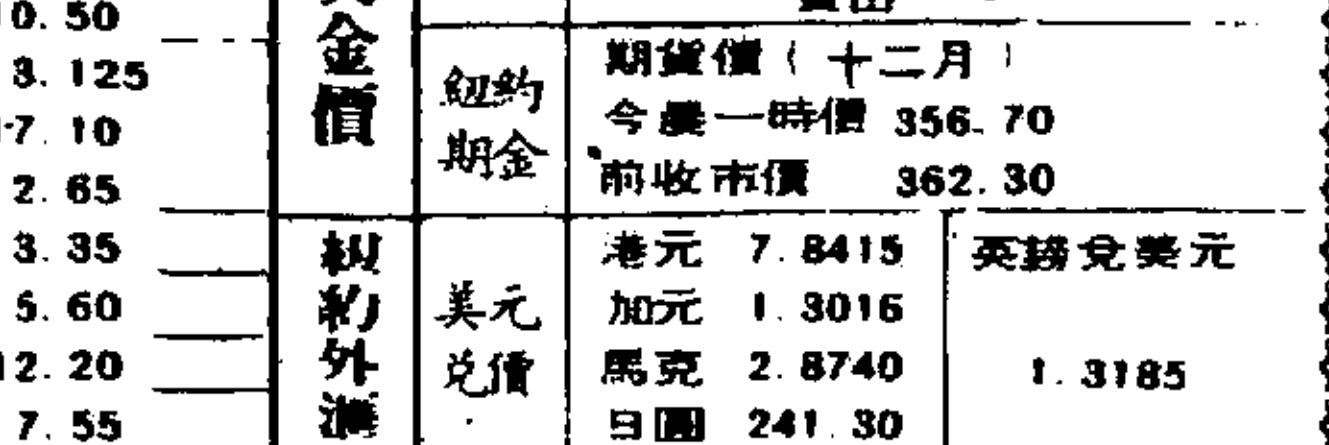 0.50
3.125
7.10
2.65
3.35
5.60
12.20
7.55
金價
紐約
期金
期貨價(十二月)
今晨一時價 356.70
前收市價 362.30
紐約外滙
美元
兌價
港元 7.8415
加元 1.3016
馬克 2.8740
日圓 241.30
英鎊兌美元
1.3185